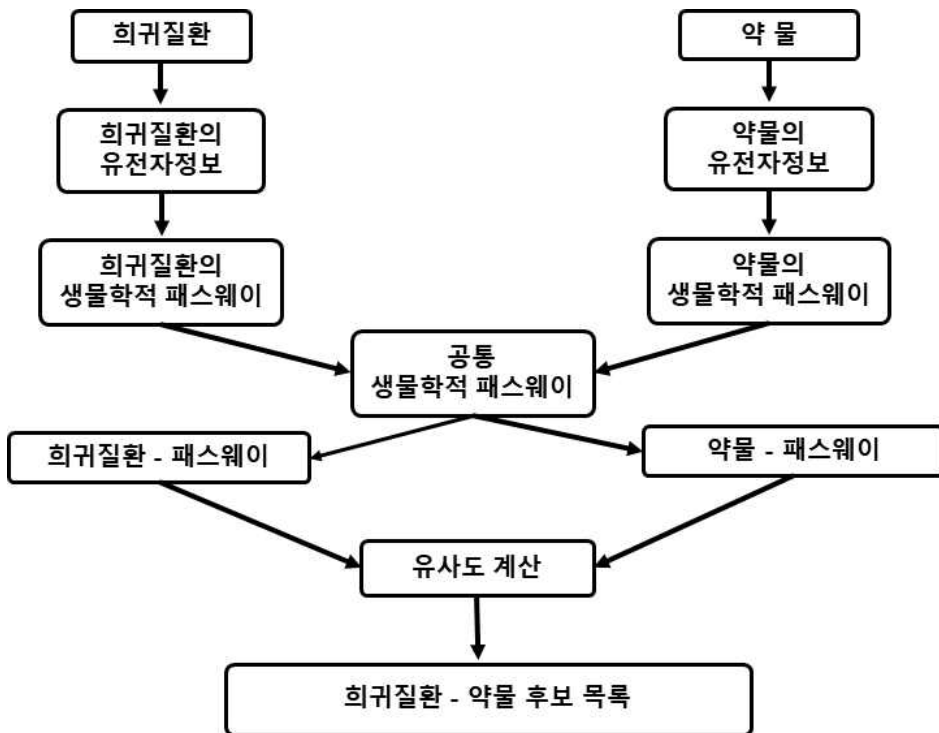 희귀질환
약 물
희귀질환의
유전자정보
약물의
유전자정보
희귀질환의
생물학적 패스웨이
약물의
생물학적 패스웨이
공통
생물학적 패스웨이
희귀질환 - 패스웨이
약물 - 패스웨이
유사도 계산
희귀질환 - 약물 후보 목록